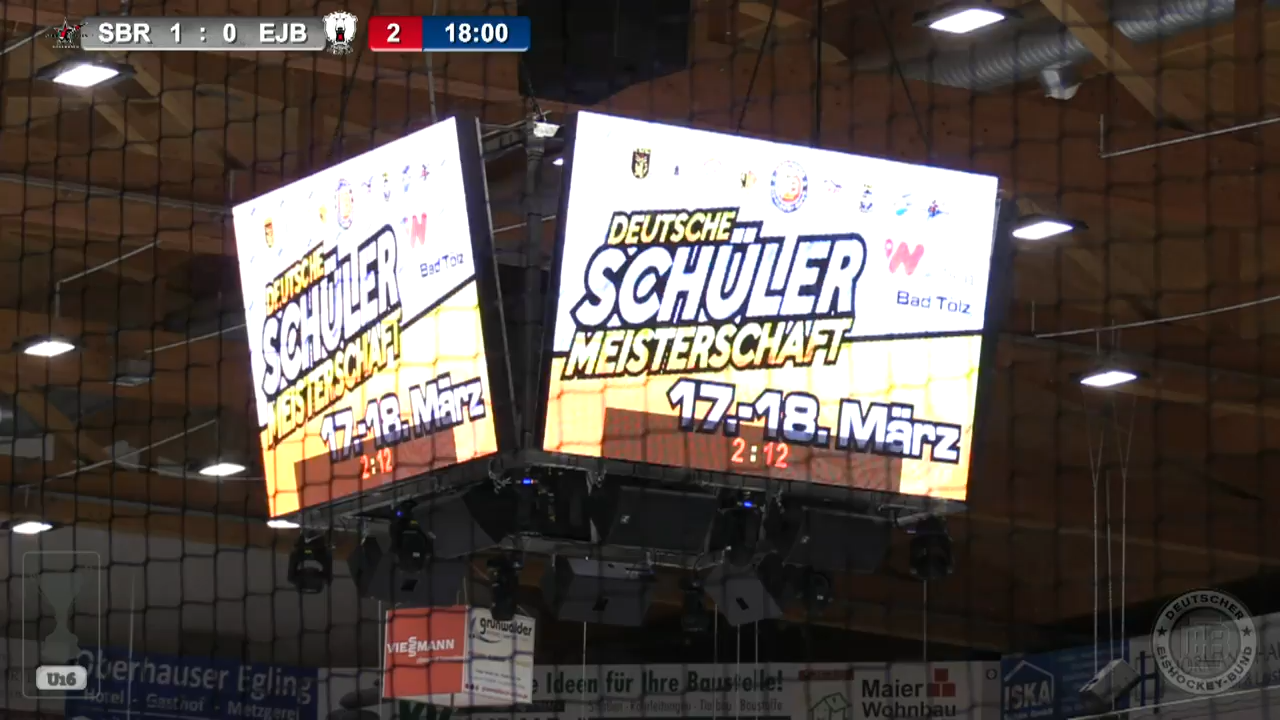 SBR 1 : 0 EJB 2 18:00
DEUTSCHE
SCHÜLER
MEISTERSCHAFT
Bad Tölz
17.-18. März
2:12
DEUTSCHE
SCHÜLER
MEISTERSCHAFT
Bad Tölz
17.-18. März
2:12
VIESSMANN
grünwalder
Oberhauser Egling
Hotel - Gasthof - Metzgerei
e Ideen für Ihre Baustelle!
Maier
Wohnbau
ISKA
U16
DEUTSCHER
EISHOCKEY-BUND